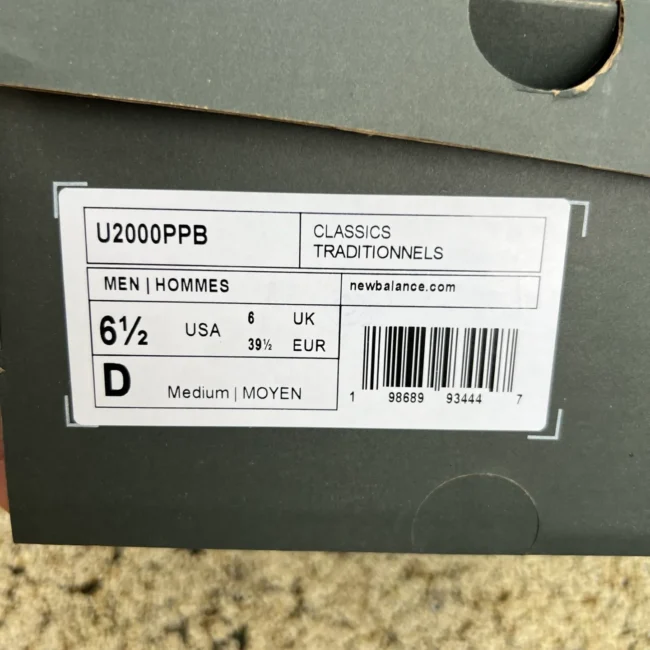 U2000PPB
CLASSICS
TRADITIONNELS
MEN | HOMMES
newbalance.com
6½ USA 6 UK
39½ EUR
D Medium | MOYEN
1 98689 93444 7